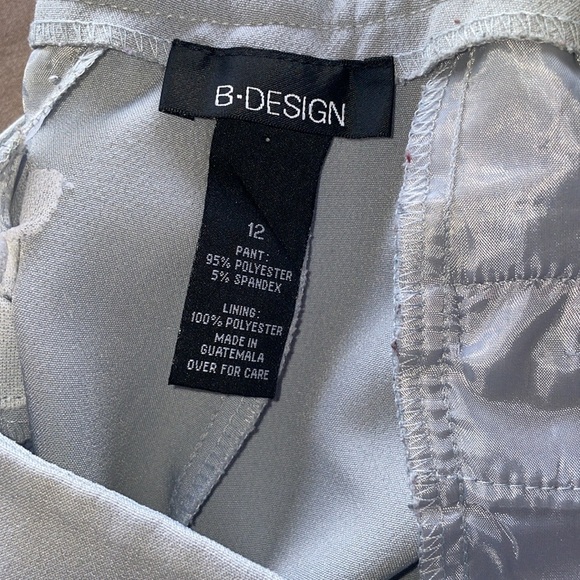 B·DESIGN
12
PANT:
95% POLYESTER
5% SPANDEX
LINING:
100% POLYESTER
MADE IN
GUATEMALA
OVER FOR CARE